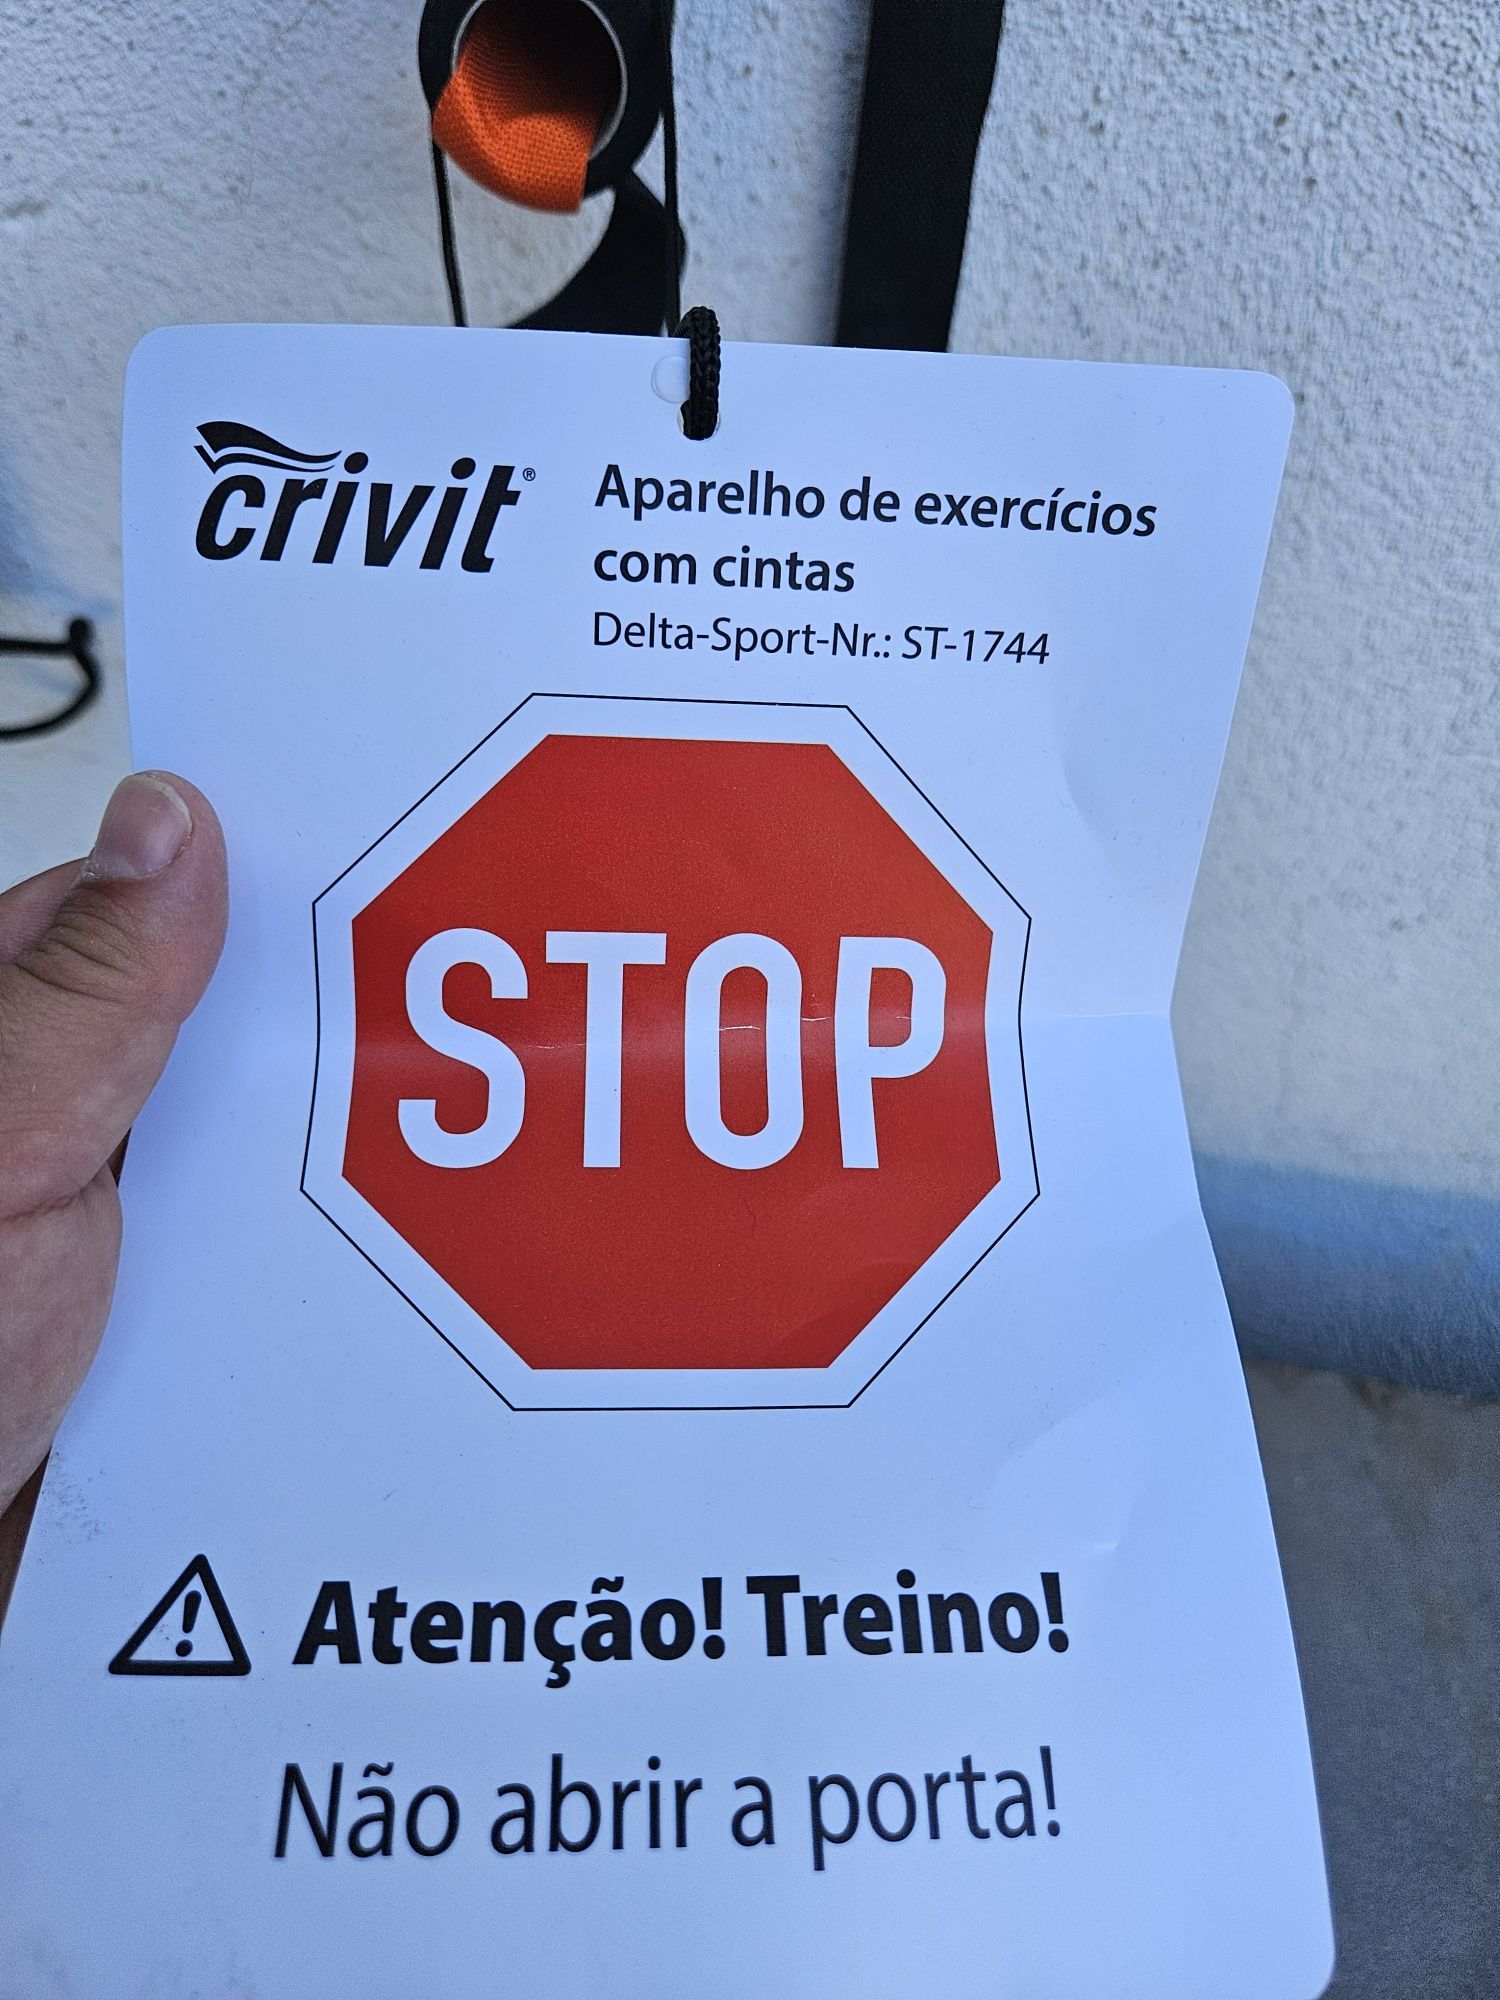 crivit®
Aparelho de exercícios
com cintas
Delta-Sport-Nr.: ST-1744
STOP
Atenção! Treino!
Não abrir a porta!